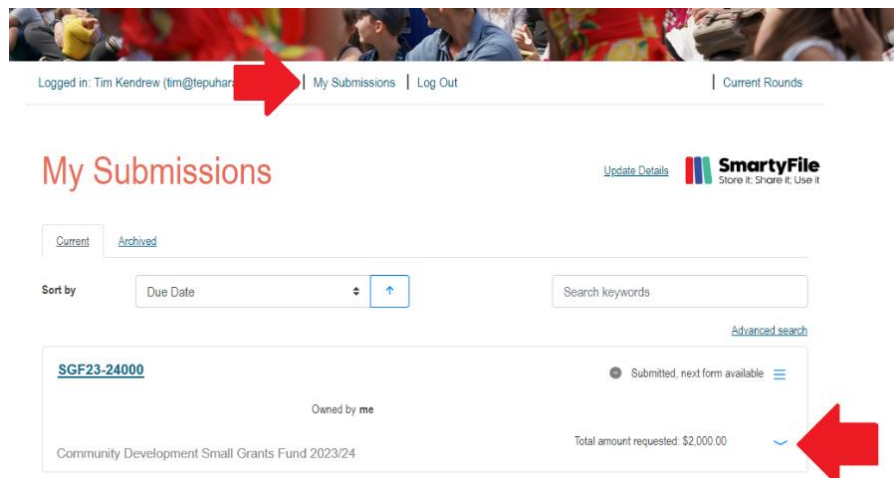 Logged in: Tim Kendrew (tim@tepuhar | My Submissions | Log Out | Current Rounds
My Submissions
Update Details
SmartyFile
Store it, Share it, Use it
Current Archived
Sort by Due Date Search keywords
Advanced search
SGF23-24000
Submitted, next form available
Owned by me
Total amount requested: $2,000.00
Community Development Small Grants Fund 2023/24